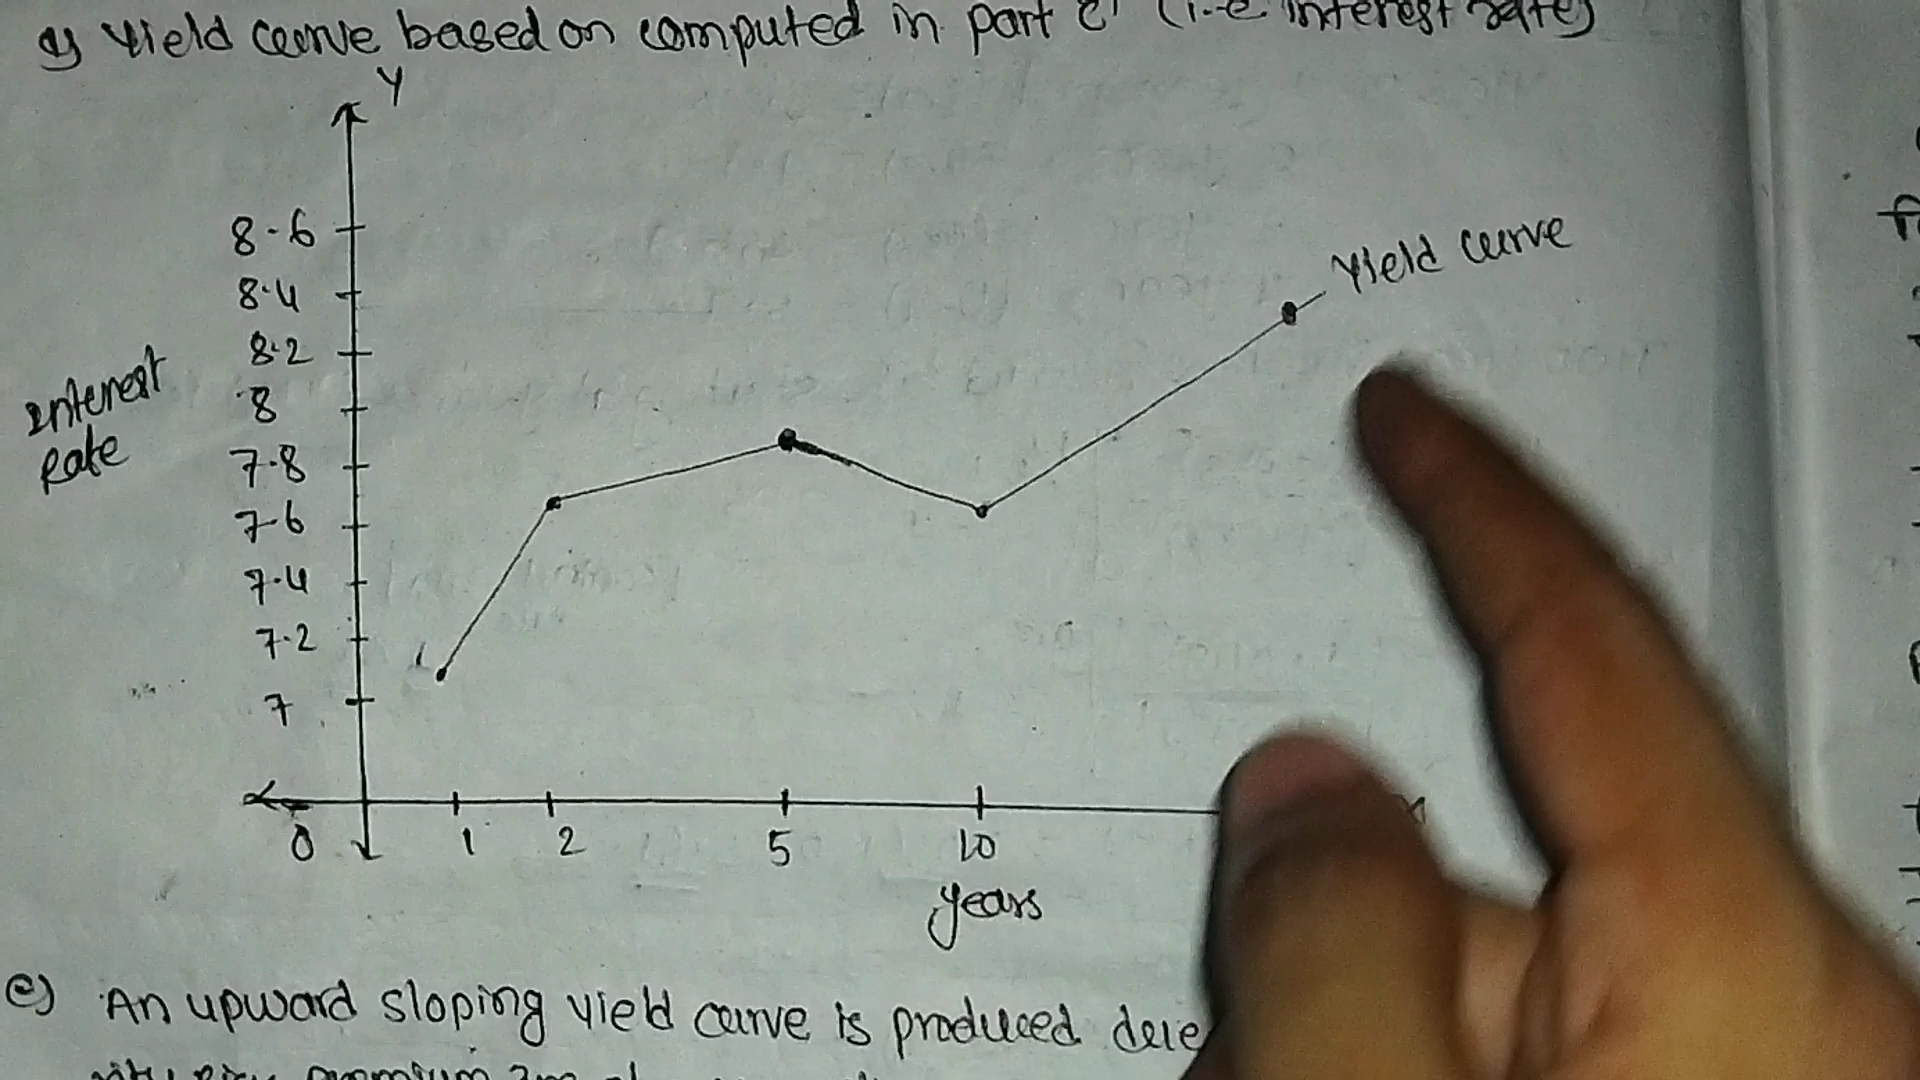 d) Yield curve based on computed in part c' (i-e interest rate)
Y
8.6
8.4
8.2
8
7.8
7.6
7.4
7.2
7
Interest
Rate
Yield curve
0 1 2 5 10
years
e) An upward sloping yield curve is produced